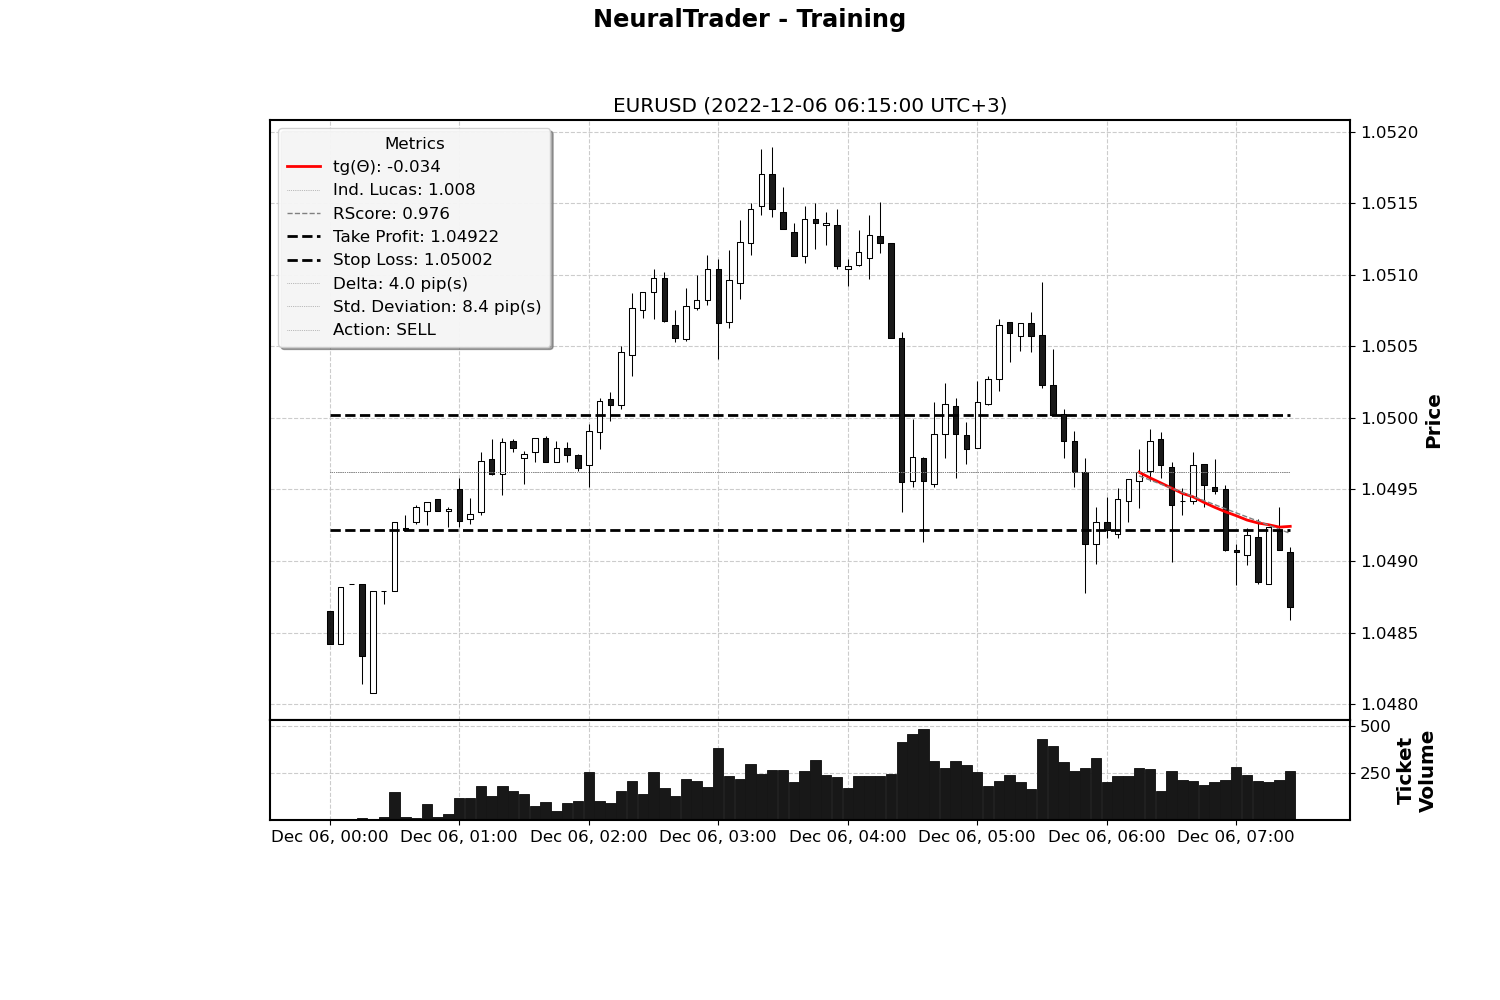 NeuralTrader - Training
EURUSD (2022-12-06 06:15:00 UTC+3)
Metrics
tg(Θ): -0.034
Ind. Lucas: 1.008
RScore: 0.976
Take Profit: 1.04922
Stop Loss: 1.05002
Delta: 4.0 pip(s)
Std. Deviation: 8.4 pip(s)
Action: SELL
1.0520
1.0515
1.0510
1.0505
1.0500
1.0495
1.0490
1.0485
1.0480
Price
500
250
Ticket
Volume
Dec 06, 00:00 Dec 06, 01:00 Dec 06, 02:00 Dec 06, 03:00 Dec 06, 04:00 Dec 06, 05:00 Dec 06, 06:00 Dec 06, 07:00